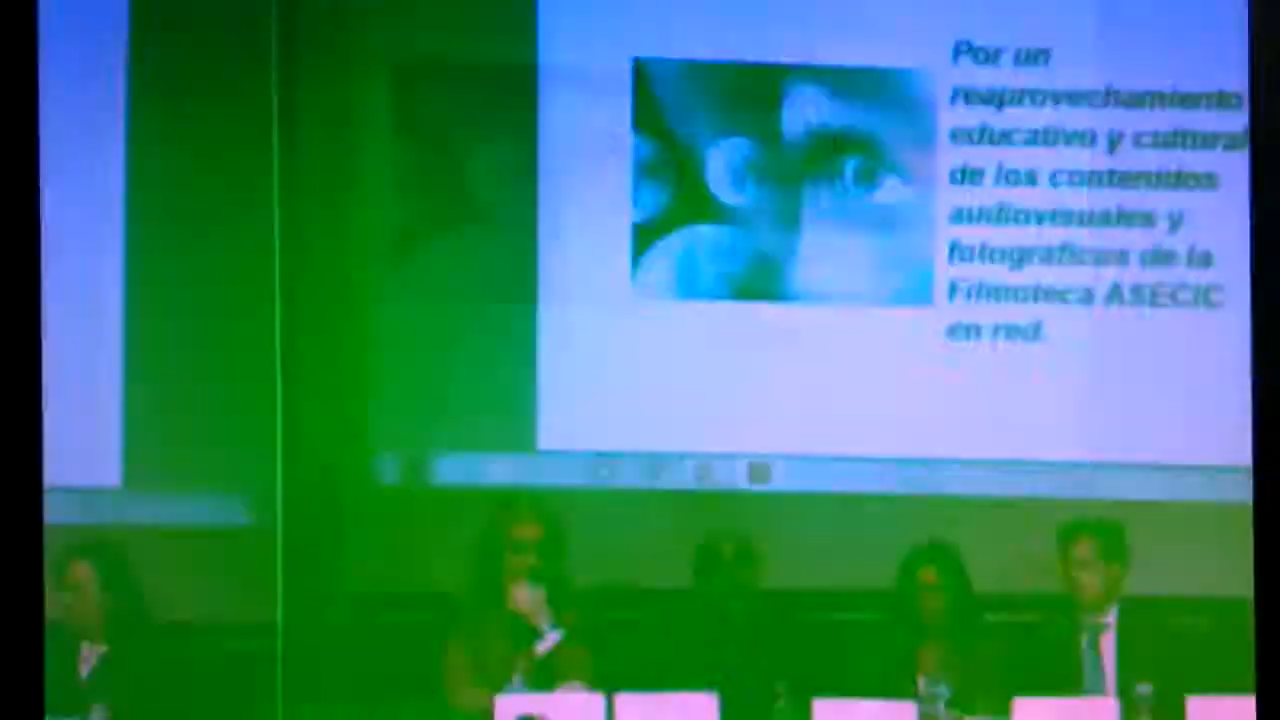 Por un
reaprovechamiento
educativo y cultural
de los contenidos
audiovisuales y
fotográficos de la
Filmoteca ASECIC
en red.